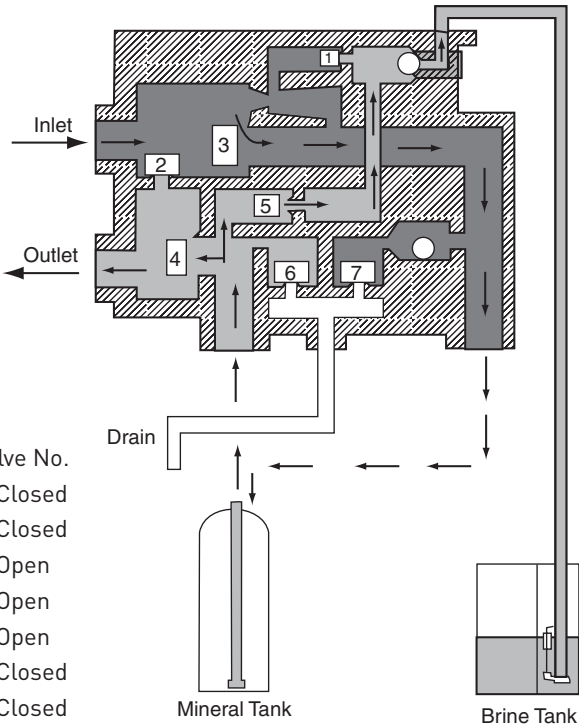 1
Inlet
3
2
5
Outlet
4
6
7
Drain
lve No.
Closed
Closed
Open
Open
Open
Closed
Closed
Mineral Tank
Brine Tank